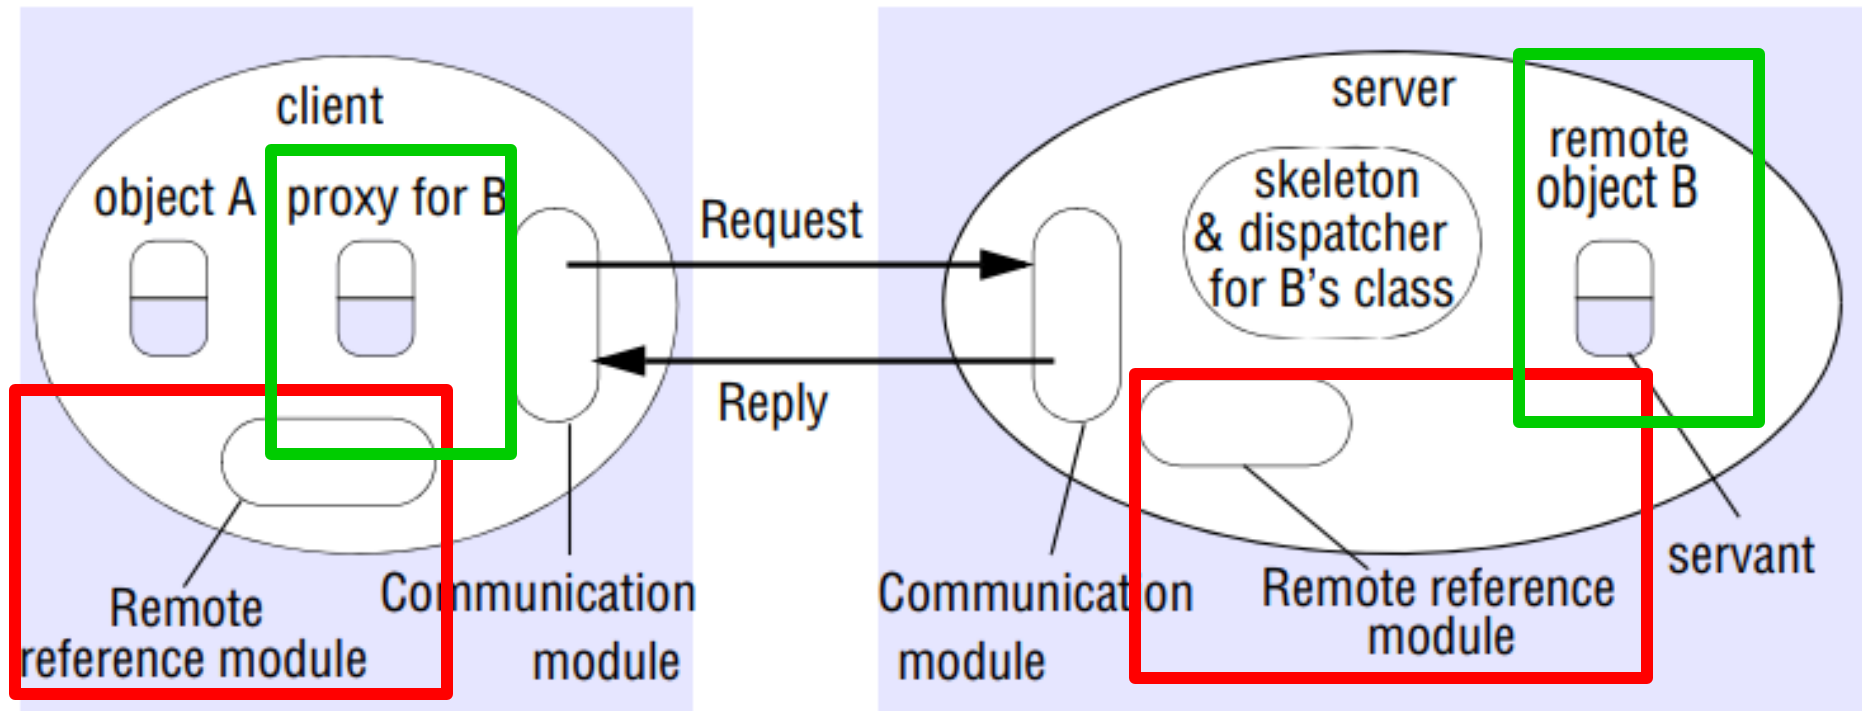 client
object A
proxy for B
Request
Reply
Remote
reference module
Communication
module
server
skeleton
& dispatcher
for B's class
remote
object B
Communication
module
Remote reference
module
servant